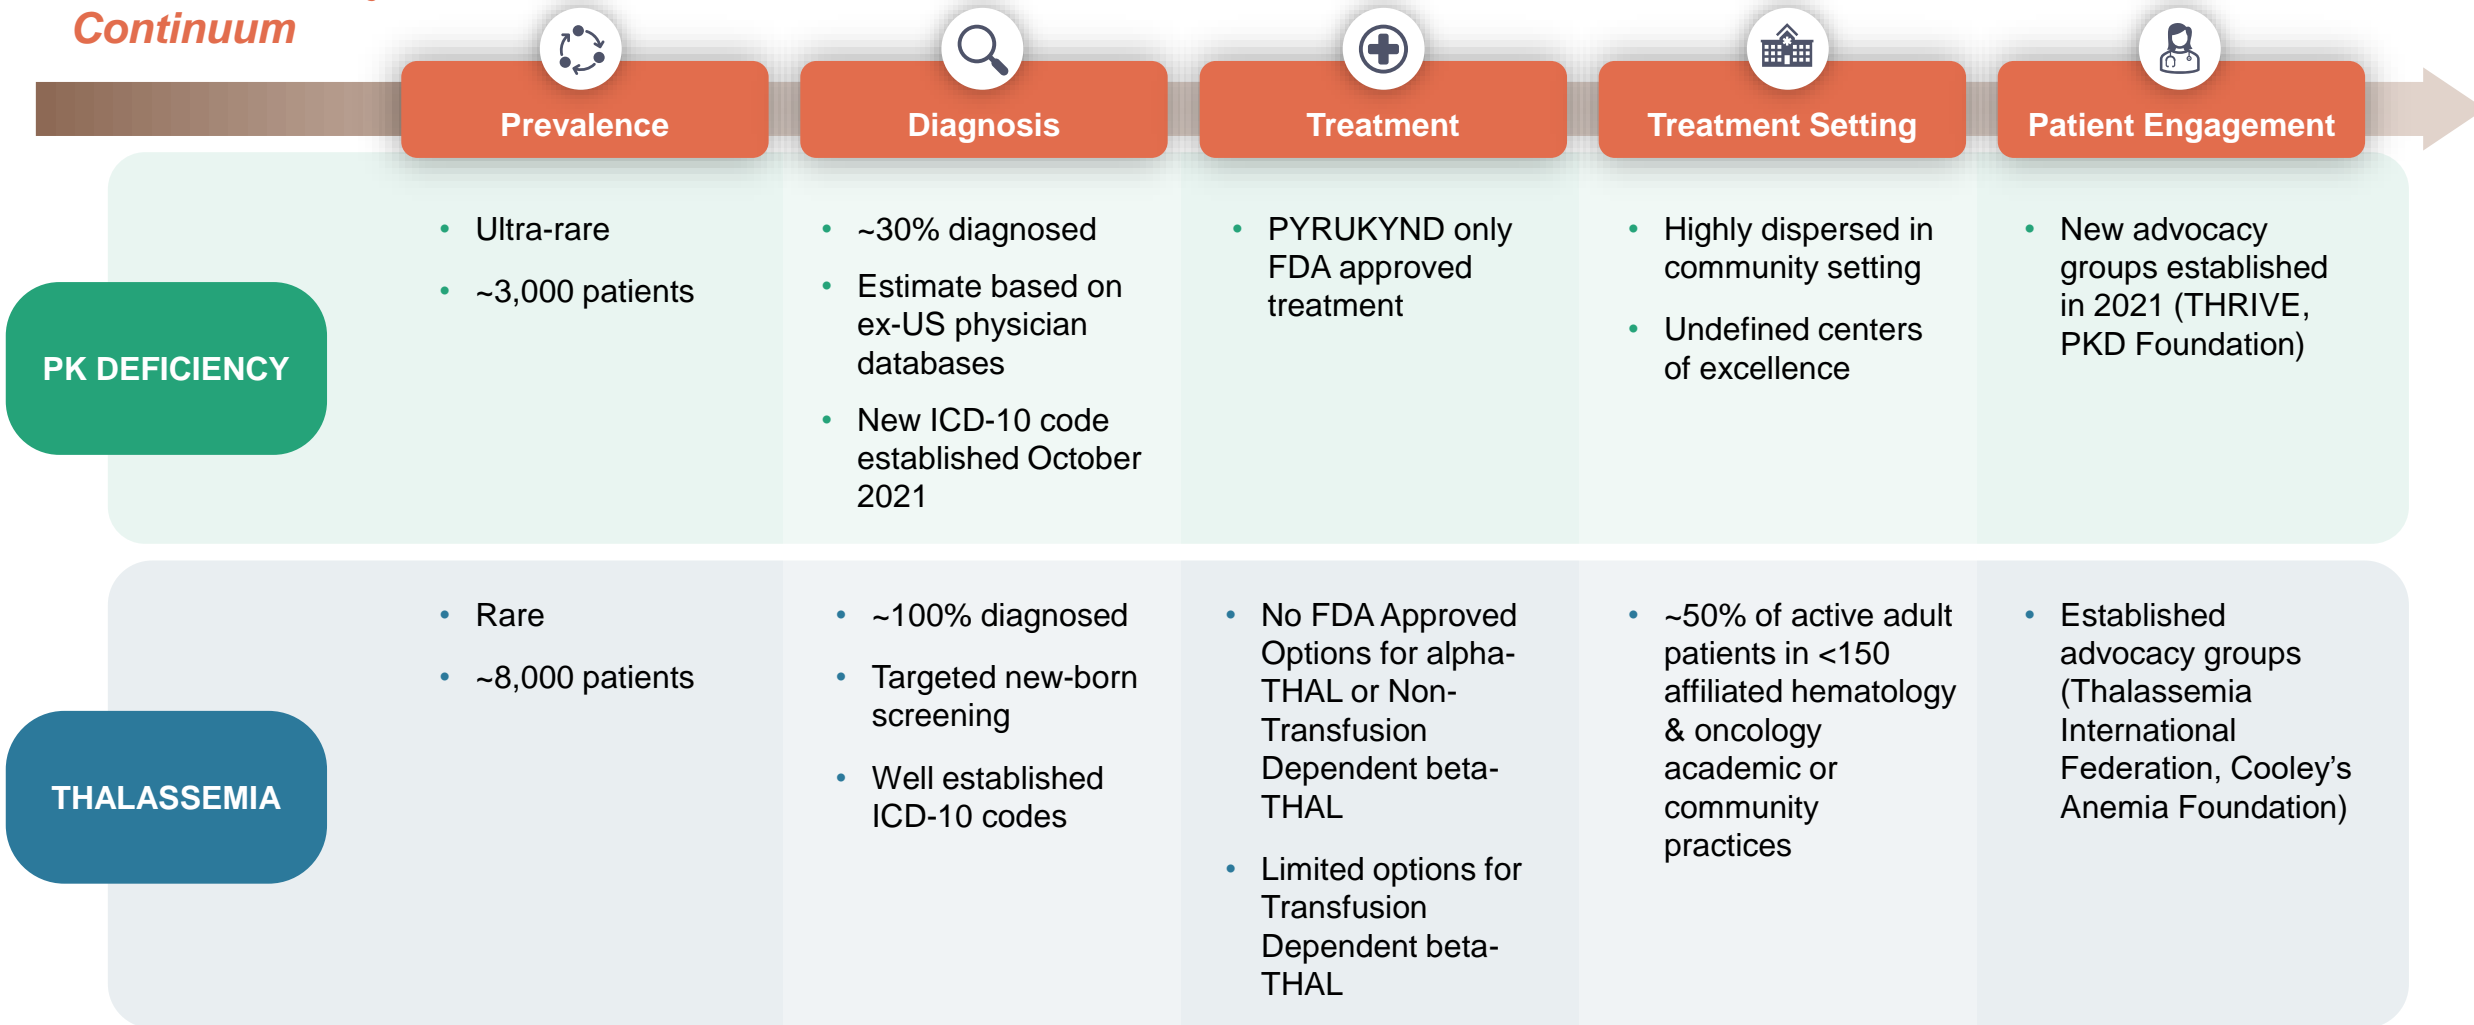 Continuum
Prevalence
Diagnosis
Treatment
Treatment Setting
Patient Engagement
PK DEFICIENCY
• Ultra-rare
• ~3,000 patients
• ~30% diagnosed
• Estimate based on
ex-US physician
databases
• New ICD-10 code
established October
2021
• PYRUKYND only
FDA approved
treatment
• Highly dispersed in
community setting
• Undefined centers
of excellence
• New advocacy
groups established
in 2021 (THRIVE,
PKD Foundation)
THALASSEMIA
• Rare
• ~8,000 patients
• ~100% diagnosed
• Targeted new-born
screening
• Well established
ICD-10 codes
• No FDA Approved
Options for alpha-
THAL or Non-
Transfusion
Dependent beta-
THAL
• Limited options for
Transfusion
Dependent beta-
THAL
• ~50% of active adult
patients in <150
affiliated hematology
& oncology
academic or
community
practices
• Established
advocacy groups
(Thalassemia
International
Federation, Cooley’s
Anemia Foundation)